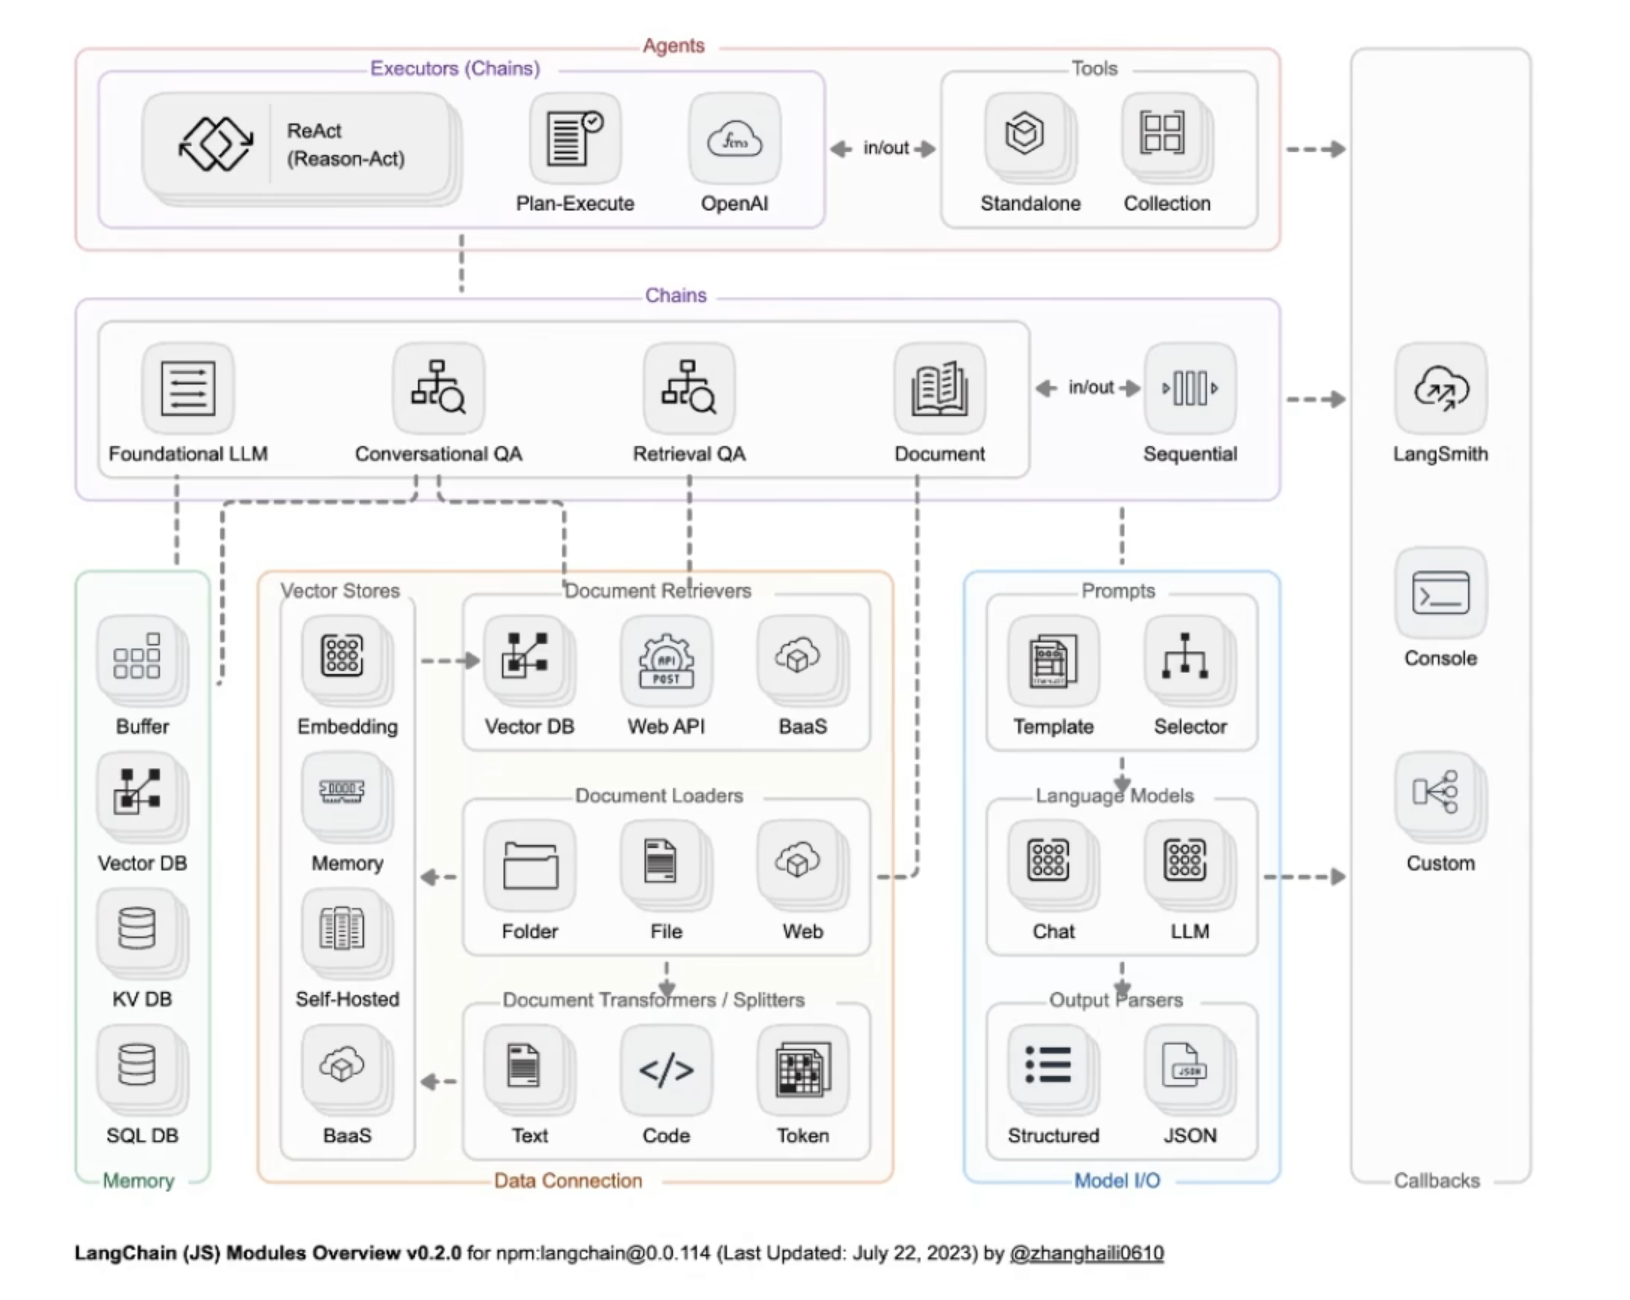 Agents
Executors (Chains)
Tools
ReAct
(Reason-Act)
fcns
in/out
Plan-Execute
OpenAI
Standalone
Collection
Chains
in/out
Foundational LLM
Conversational QA
Retrieval QA
Document
Sequential
LangSmith
Vector Stores
Document Retrievers
Prompts
API
POST
Console
Buffer
Embedding
Vector DB
Web API
BaaS
Template
Selector
Document Loaders
Language Models
Vector DB
Memory
Custom
Folder
File
Web
Chat
LLM
KV DB
Self-Hosted
Document Transformers / Splitters
Output Parsers
</>
JSON
SQL DB
BaaS
Text
Code
Token
Structured
JSON
Memory
Data Connection
Model I/O
Callbacks
LangChain (JS) Modules Overview v0.2.0 for npm:langchain@0.0.114 (Last Updated: July 22, 2023) by @zhanghaili0610